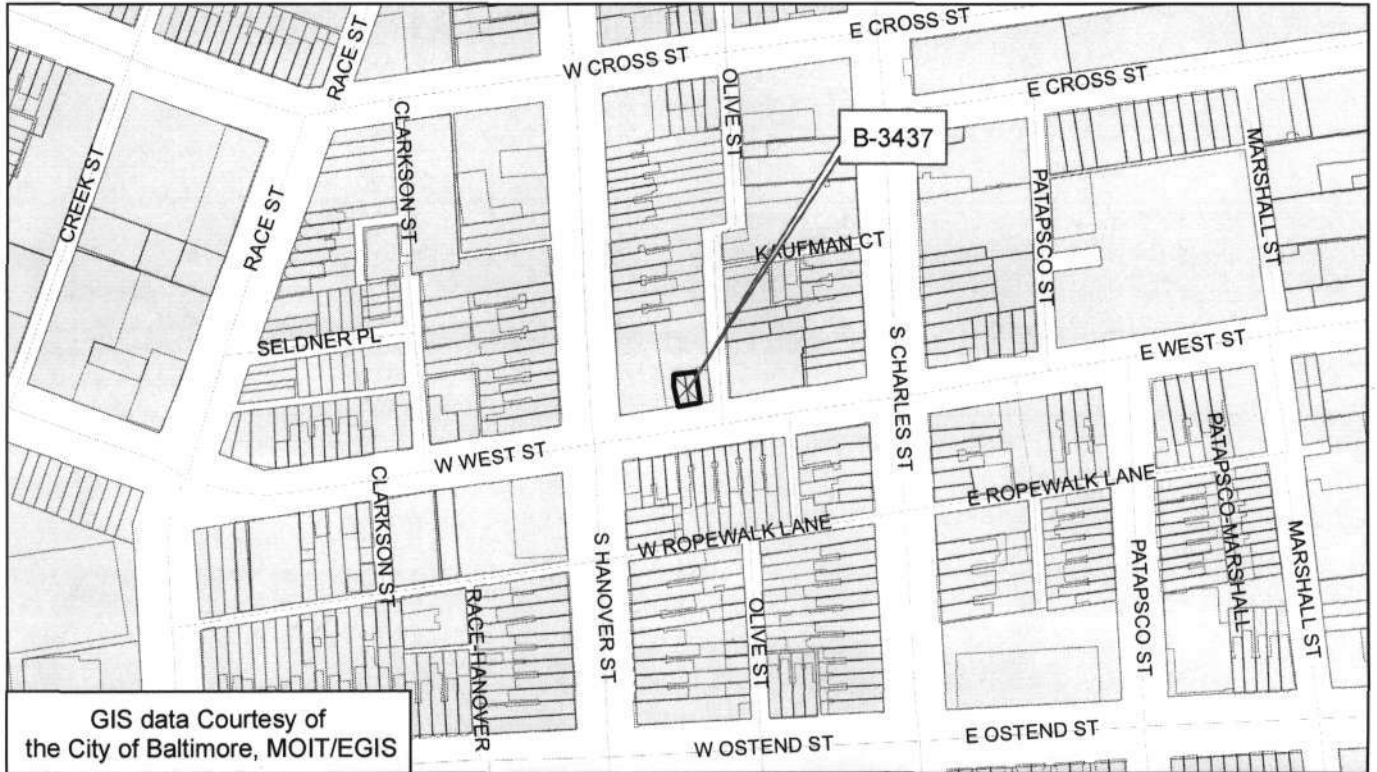 E CROSS ST
W CROSS ST
E CROSS ST
RACE ST
CLARKSON ST
OLIVE ST
B-3437
MARSHALL ST
CREEK ST
RACE ST
PATAPSCO ST
KAUFMAN CT
SELDNER PL
S CHARLES ST
E WEST ST
W WEST ST
PATAPSCO-MARSHALL
CLARKSON ST
E ROPEWALK LANE
W ROPEWALK LANE
S HANOVER ST
RACE-HANOVER
OLIVE ST
PATAPSCO ST
MARSHALL ST
GIS data Courtesy of
the City of Baltimore, MOIT/EGIS
W OSTEND ST
E OSTEND ST